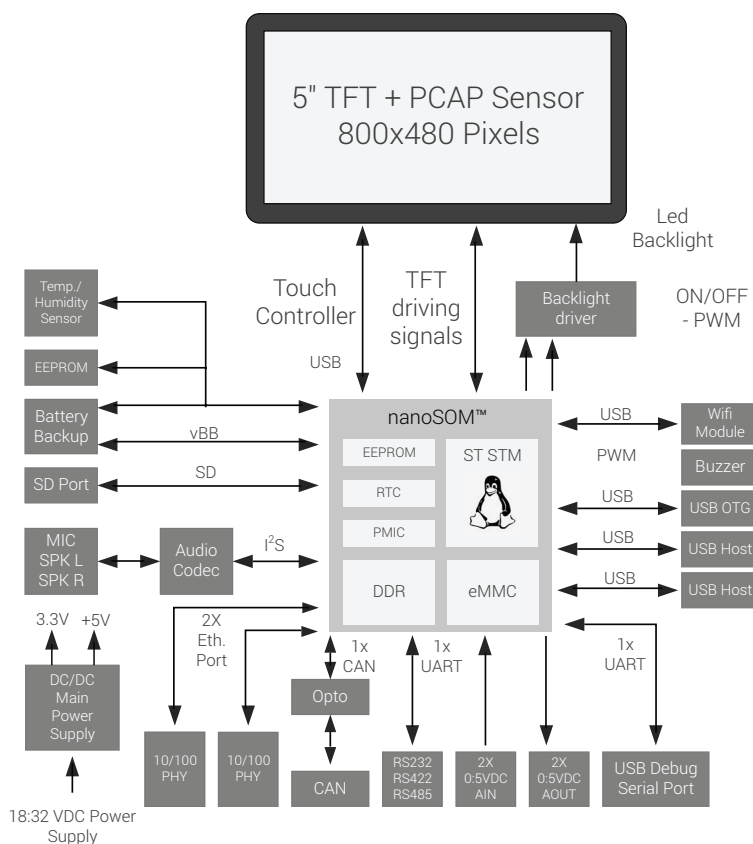 5" TFT + PCAP Sensor
800x480 Pixels
Led
Backlight
Temp./
Humidity
Sensor
Touch
Controller
TFT
driving
signals
Backlight
driver
ON/OFF
- PWM
USB
EEPROM
Battery
Backup
vBB
SD Port
SD
nanoSOM™
EEPROM
RTC
PMIC
ST STM
DDR
eMMC
USB
Wifi
Module
PWM
Buzzer
USB
USB OTG
USB
USB Host
USB
USB Host
MIC
SPK L
SPK R
Audio
Codec
I²S
3.3V
+5V
2X
Eth.
Port
1x
CAN
1x
UART
1x
UART
DC/DC
Main
Power
Supply
Opto
10/100
PHY
10/100
PHY
CAN
RS232
RS422
RS485
2X
0:5VDC
AIN
2X
0:5VDC
AOUT
USB Debug
Serial Port
18:32 VDC Power
Supply